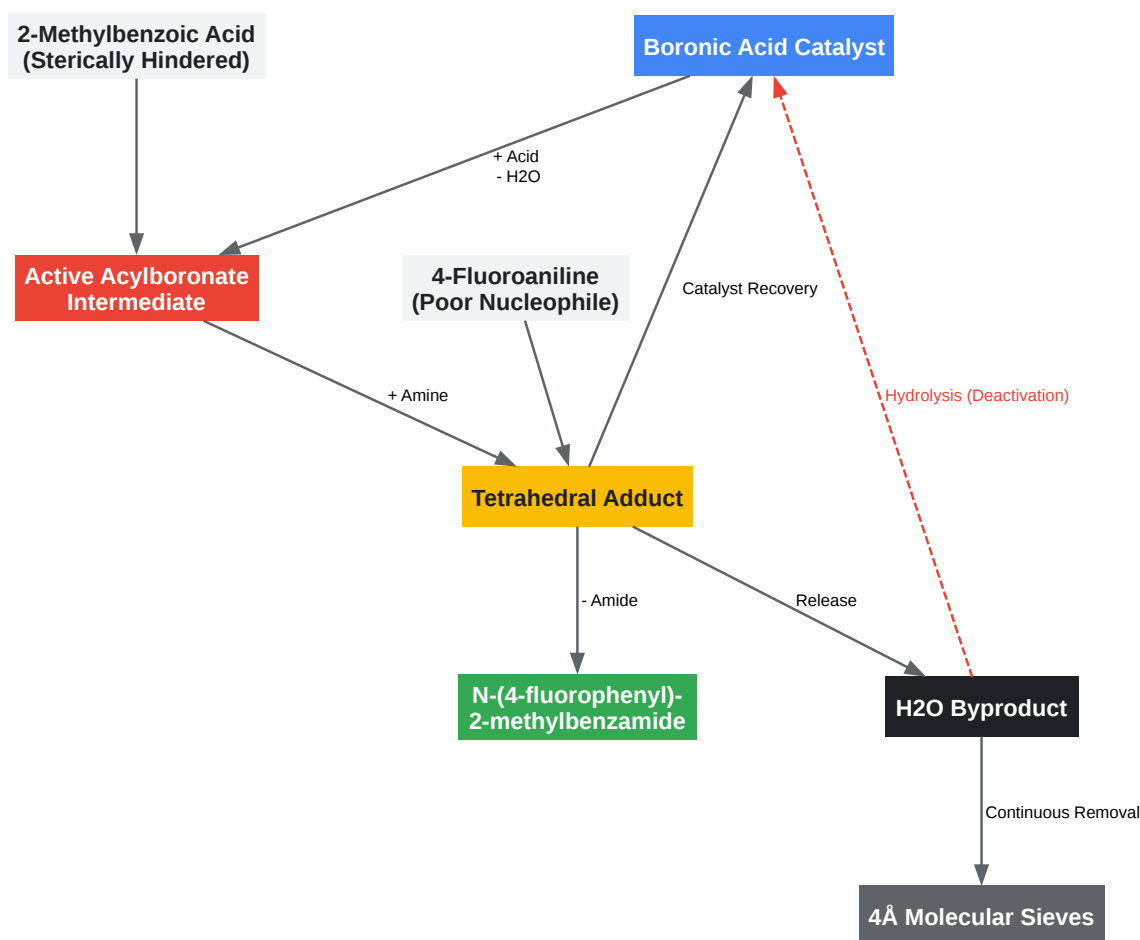 2-Methylbenzoic Acid
(Sterically Hindered)
Boronic Acid Catalyst
+ Acid
- H2O
Active Acylboronate
Intermediate
4-Fluoroaniline
(Poor Nucleophile)
Catalyst Recovery
+ Amine
Hydrolysis (Deactivation)
Tetrahedral Adduct
- Amide
Release
N-(4-fluorophenyl)-
2-methylbenzamide
H2O Byproduct
Continuous Removal
4Å Molecular Sieves